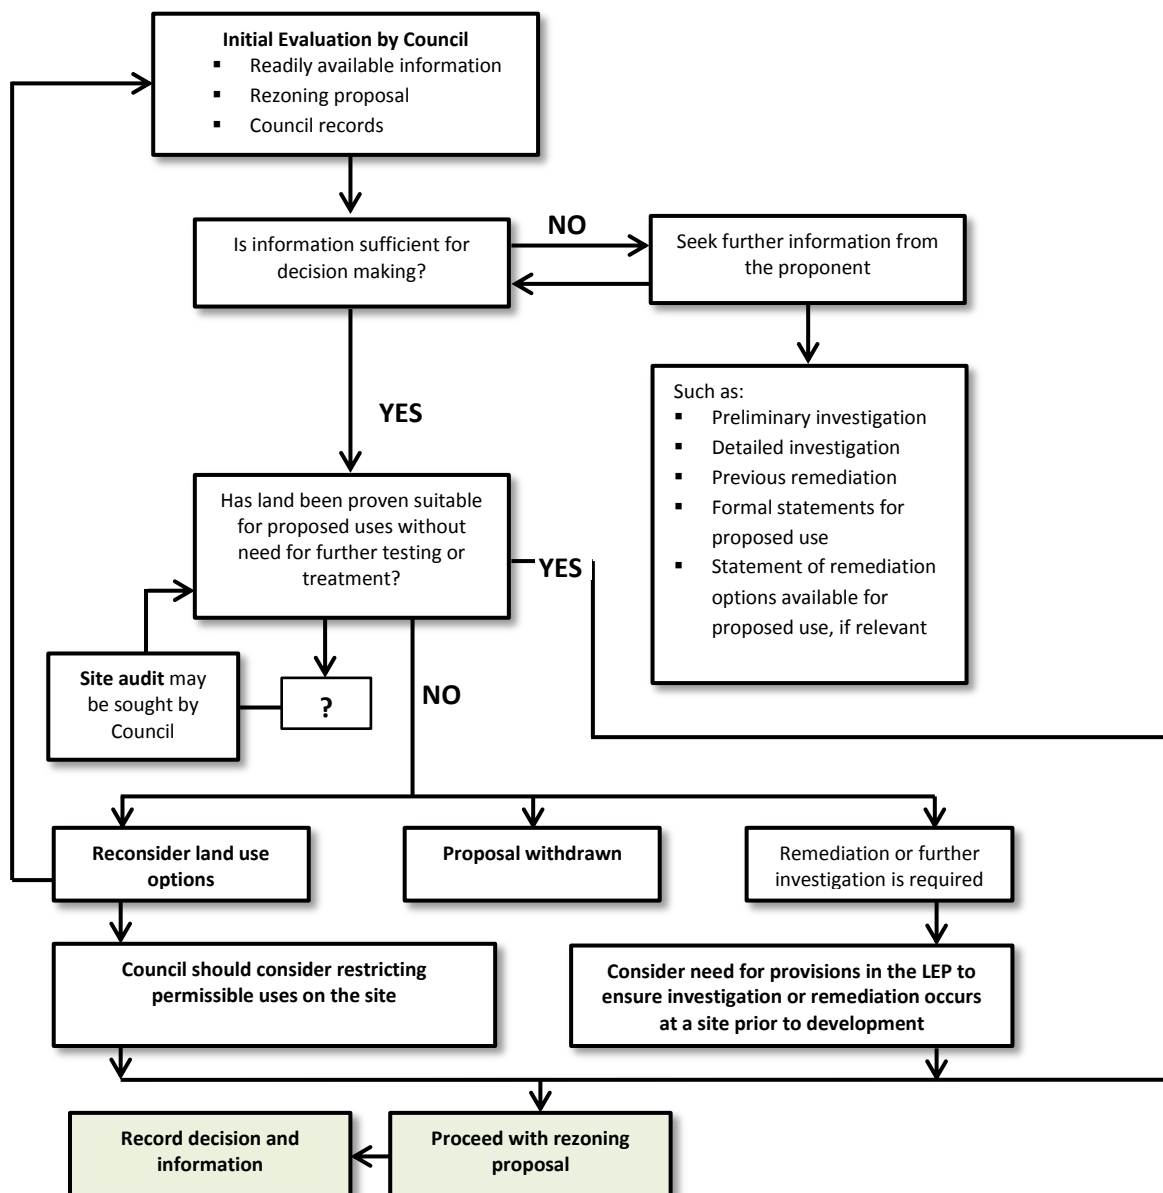 Initial Evaluation by Council
▪ Readily available information
▪ Rezoning proposal
▪ Council records
Is information sufficient for
decision making?
NO
Seek further information from
the proponent
Such as:
▪ Preliminary investigation
▪ Detailed investigation
▪ Previous remediation
▪ Formal statements for
proposed use
▪ Statement of remediation
options available for
proposed use, if relevant
YES
Has land been proven suitable
for proposed uses without
need for further testing or
treatment?
YES
Site audit may
be sought by
Council
?
NO
Reconsider land use
options
Proposal withdrawn
Remediation or further
investigation is required
Council should consider restricting
permissible uses on the site
Consider need for provisions in the LEP to
ensure investigation or remediation occurs
at a site prior to development
Record decision and
information
Proceed with rezoning
proposal